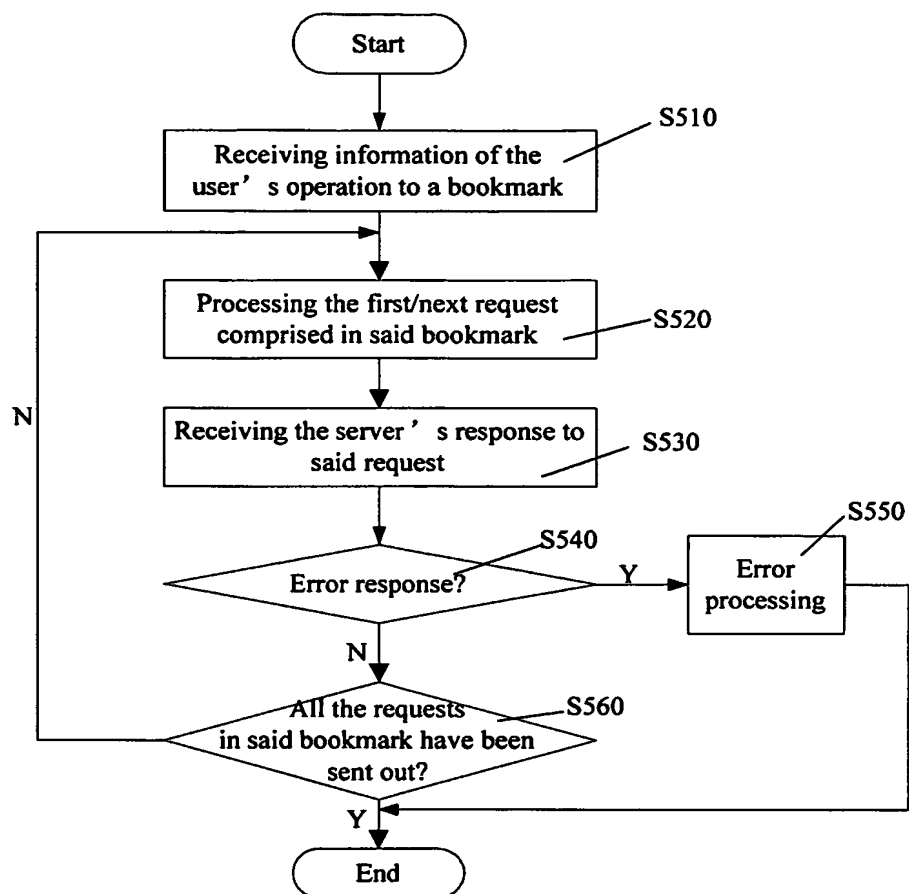 Start
S510
Receiving information of the
user’ s operation to a bookmark
Processing the first/next request
comprised in said bookmark
S520
N
Receiving the server’ s response to
said request
S530
S540
S550
Error response?
Y
Error
processing
N
All the requests
in said bookmark have been
sent out?
S560
Y
End